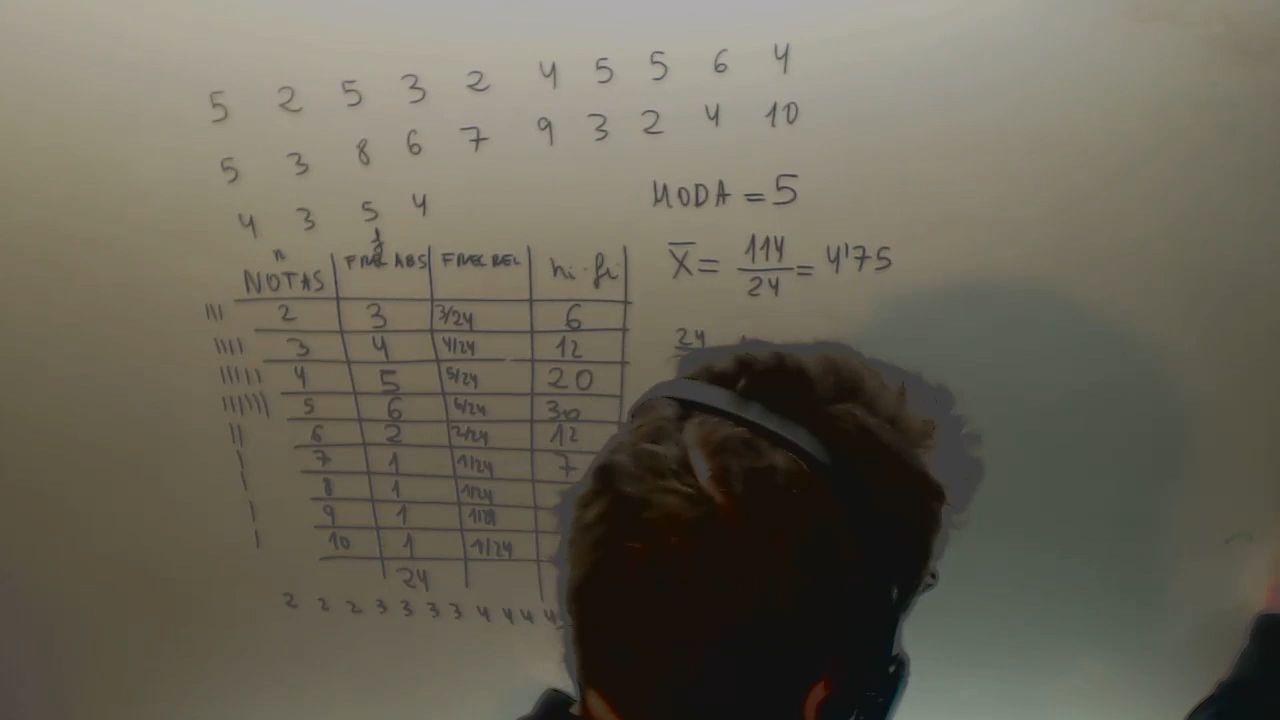 5 2 5 3 2 4 5 5 6 4
5 3 8 6 7 9 3 2 4 10
4 3 5 4
MODA = 5
X̄ = 114/24 = 4'75
24
n f
NOTAS FREC ABS FREC REL ni·fi
||| 2 3 3/24 6
|||| 3 4 4/24 12
||||| 4 5 5/24 20
|||||| 5 6 6/24 30
|| 6 2 2/24 12
| 7 1 1/24 7
| 8 1 1/24
| 9 1 1/24
| 10 1 1/24
24
2 2 2 3 3 3 3 4 4 4 4